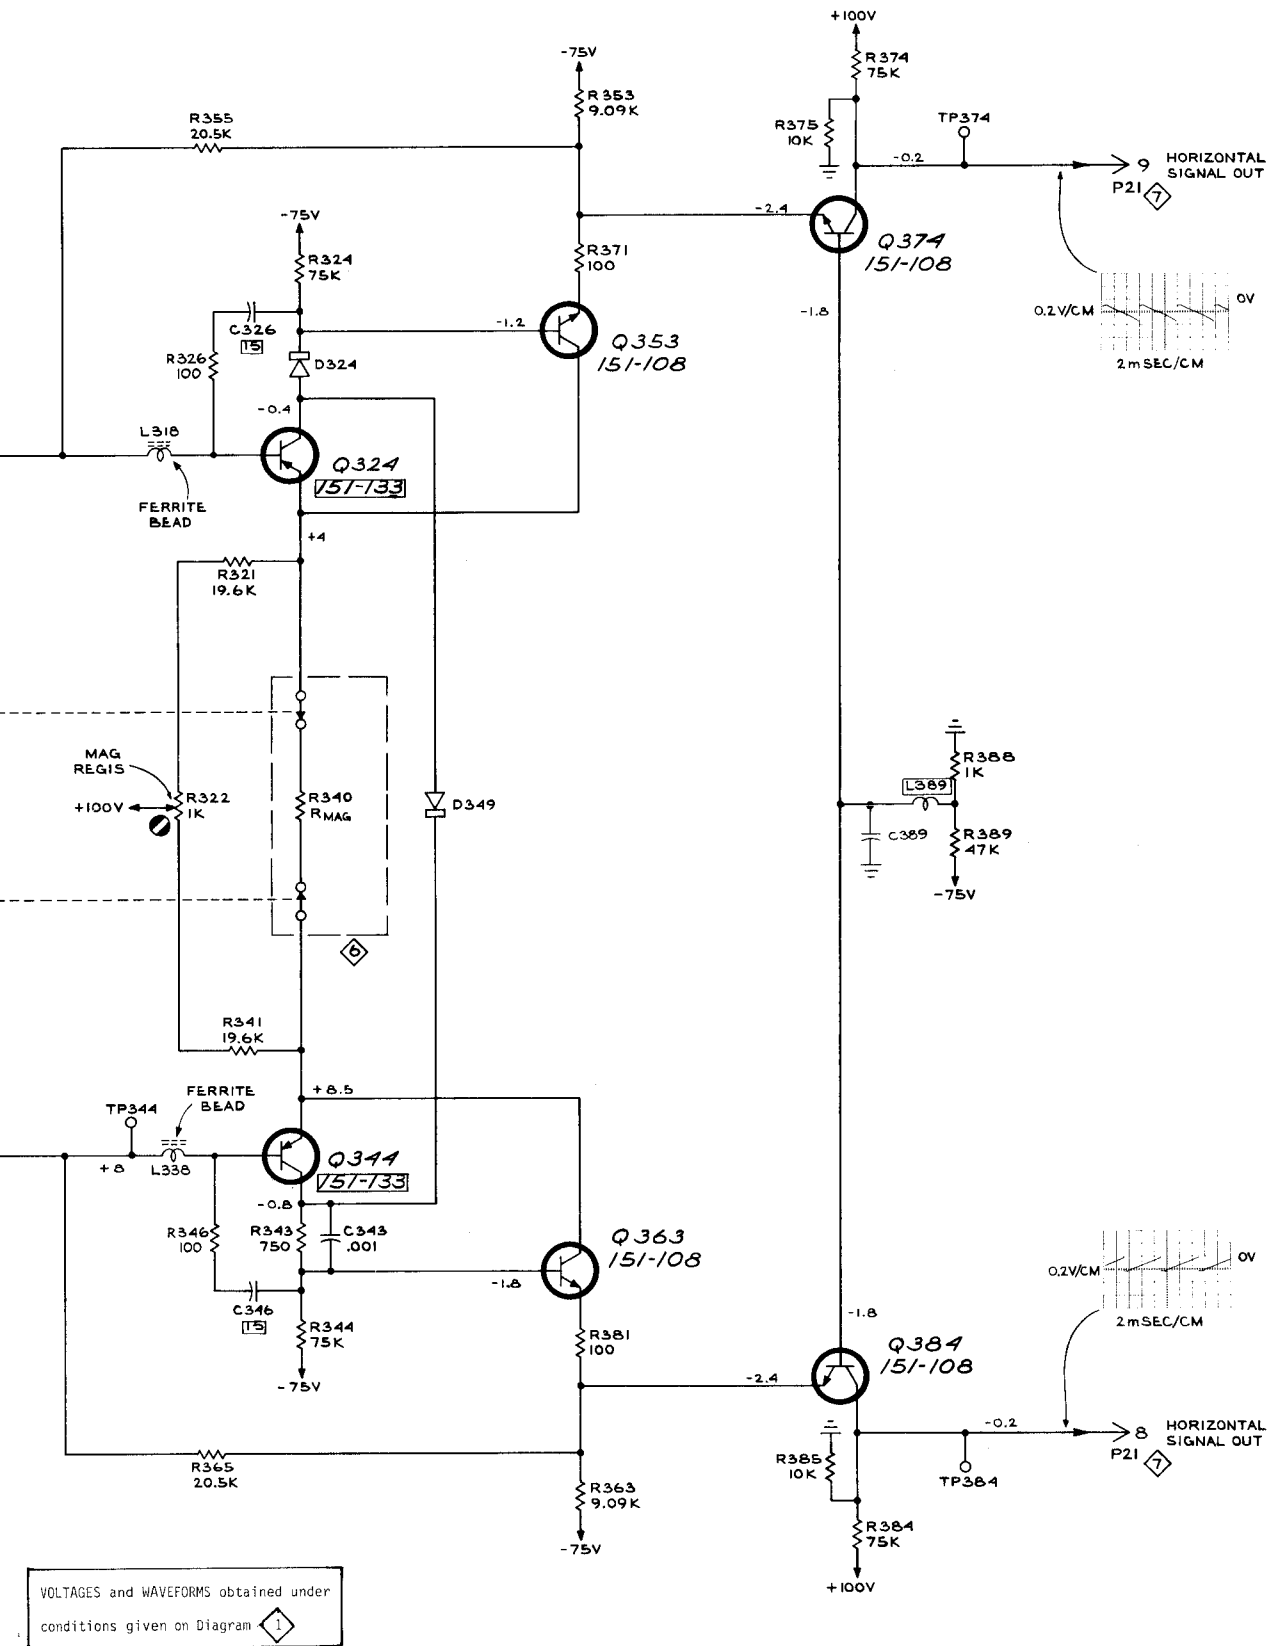 +100V
R374
75K
-75V
R353
9.09K
R355
20.5K
R375
10K
TP374
-0.2
9
HORIZONTAL
SIGNAL OUT
P21
7
-75V
-2.4
Q374
151-108
R324
75K
R371
100
C326
15
-1.2
Q353
151-108
-1.8
0.2V/CM
0V
2mSEC/CM
R326
100
D324
-0.4
L318
Q324
151-133
FERRITE
BEAD
+4
R321
19.6K
MAG
REGIS
+100V
R322
1K
R340
RMAG
D349
R388
1K
L389
C389
R389
47K
-75V
6
R341
19.6K
FERRITE
BEAD
+8.5
TP344
+8
L338
Q344
151-133
-0.8
R346
100
R343
750
C343
.001
Q363
151-108
-1.8
C346
15
R344
75K
-75V
R381
100
0.2V/CM
0V
2mSEC/CM
-1.8
Q384
151-108
-2.4
-0.2
8
HORIZONTAL
SIGNAL OUT
P21
7
R385
10K
TP384
R365
20.5K
R363
9.09K
-75V
R384
75K
+100V
VOLTAGES and WAVEFORMS obtained under
conditions given on Diagram 1